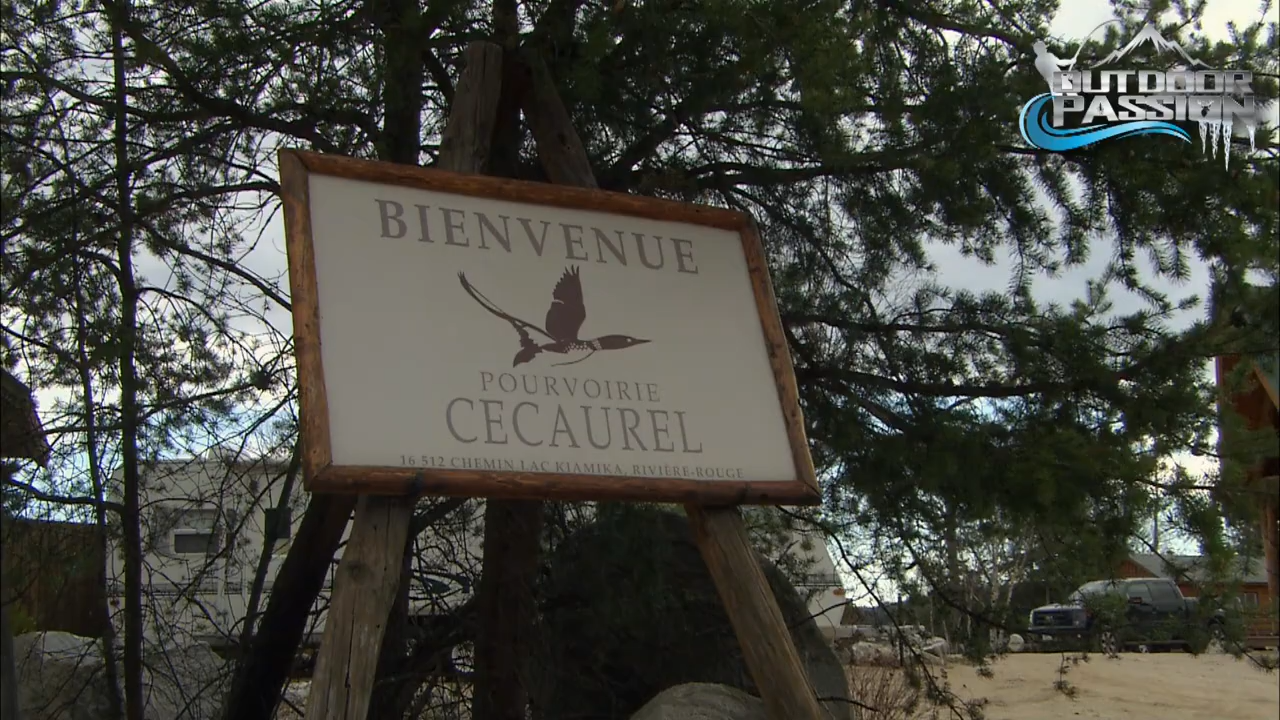 OUTDOOR
PASSION
BIENVENUE
POURVOIRIE
CECAUREL
16 512 CHEMIN LAC KIAMIKA, RIVIÈRE-ROUGE